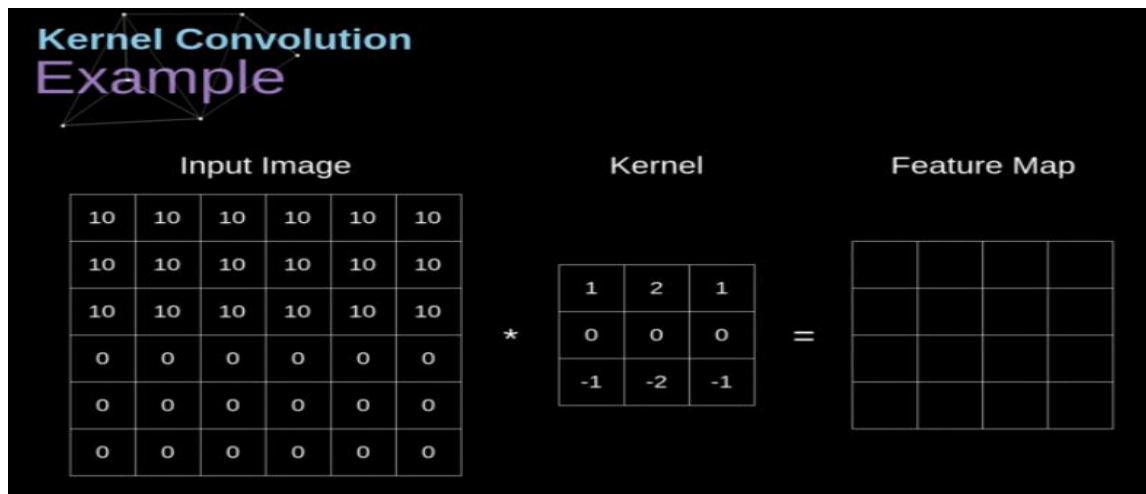 Kernel Convolution
Example
Input Image Kernel Feature Map
10 10 10 10 10 10
10 10 10 10 10 10
1 2 1
10 10 10 10 10 10
* 0 0 0 =
0 0 0 0 0 0
-1 -2 -1
0 0 0 0 0 0
0 0 0 0 0 0